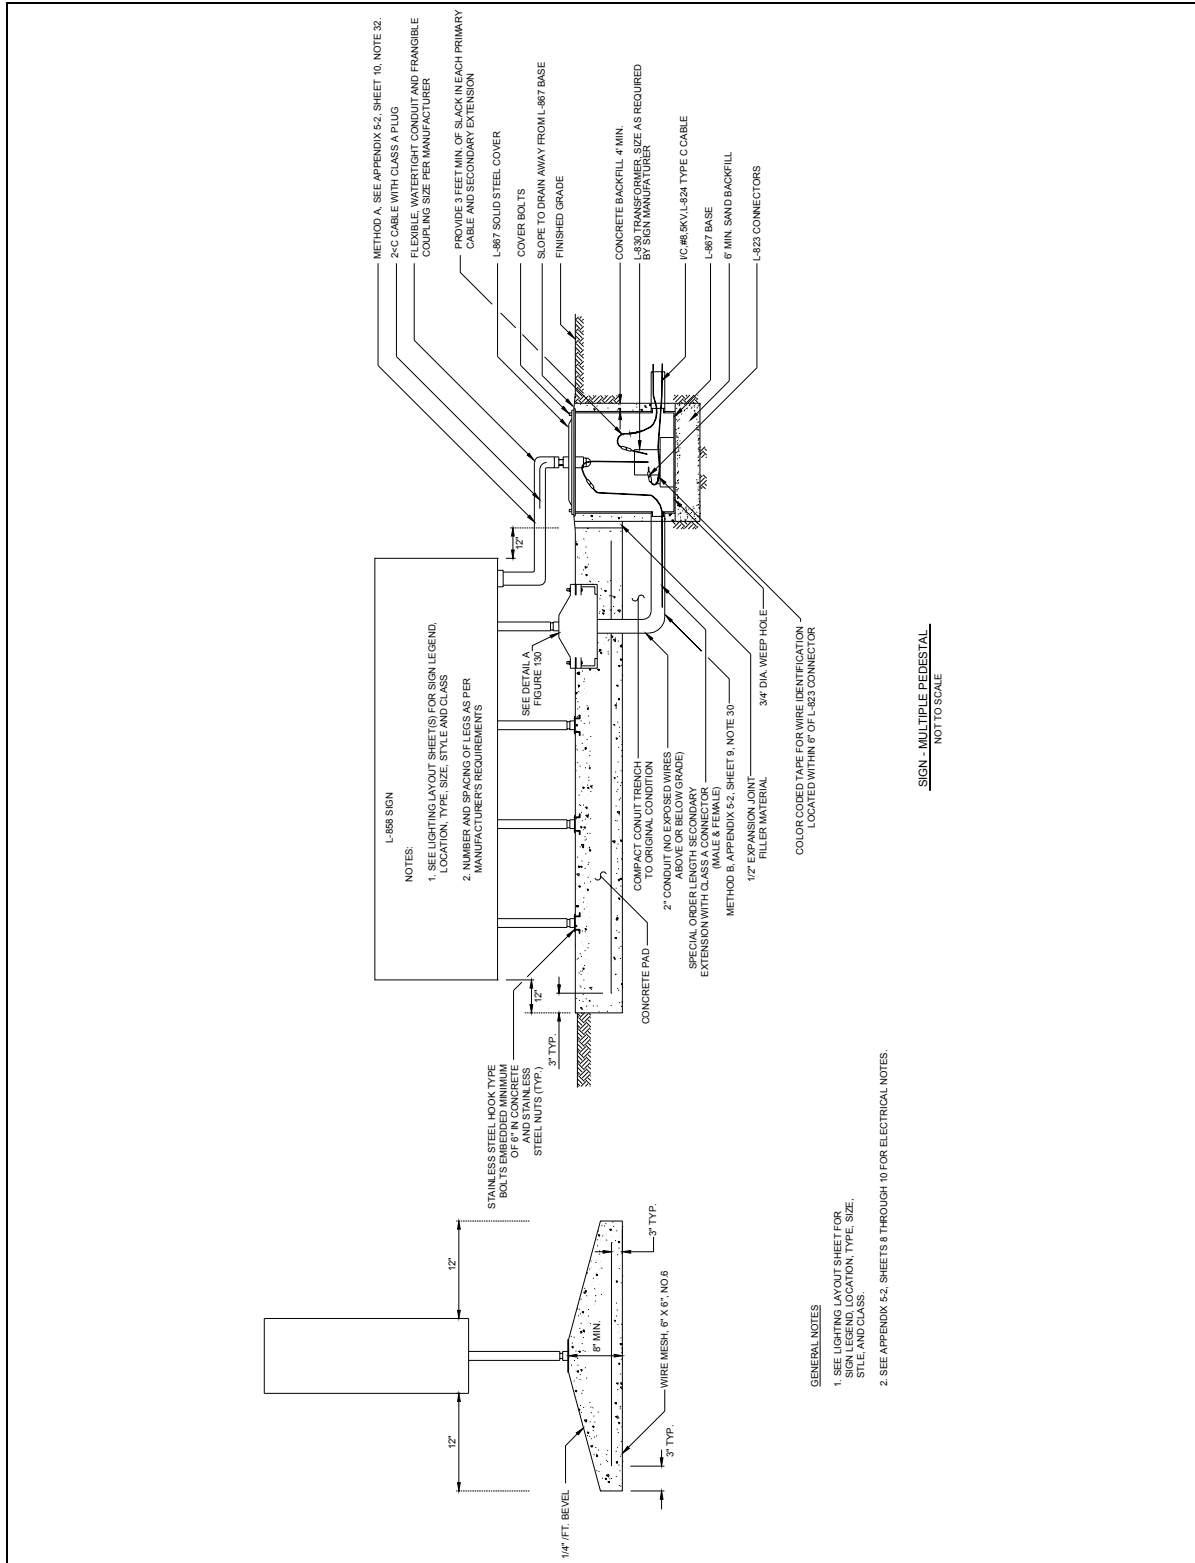 METHOD A, SEE APPENDIX 5-2, SHEET 10, NOTE 32.
2<C CABLE WITH CLASS A PLUG
FLEXIBLE, WATERTIGHT CONDUIT AND FRANGIBLE
COUPLING SIZE PER MANUFACTURER
PROVIDE 3 FEET MIN. OF SLACK IN EACH PRIMARY
CABLE AND SECONDARY EXTENSION
L-867 SOLID STEEL COVER
COVER BOLTS
SLOPE TO DRAIN AWAY FROM L-867 BASE
FINISHED GRADE
CONCRETE BACKFILL 4' MIN.
L-830 TRANSFORMER, SIZE AS REQUIRED
BY SIGN MANUFATURER
I/C,#8,5KV,L-824 TYPE C CABLE
L-867 BASE
6' MIN. SAND BACKFILL
L-823 CONNECTORS
12"
L-858 SIGN
NOTES:
1. SEE LIGHTING LAYOUT SHEET(S) FOR SIGN LEGEND,
LOCATION, TYPE, SIZE, STYLE AND CLASS
2. NUMBER AND SPACING OF LEGS AS PER
MANUFACTURER'S REQUIREMENTS
SEE DETAIL A
FIGURE 130
STAINLESS STEEL HOOK TYPE
BOLTS EMBEDDED MINIMUM
OF 6" IN CONCRETE
AND STAINLESS
STEEL NUTS (TYP.)
12"
3" TYP.
CONCRETE PAD
COMPACT CONUIT TRENCH
TO ORIGINAL CONDITION
2" CONDUIT (NO EXPOSED WIRES
ABOVE OR BELOW GRADE)
SPECIAL ORDER LENGTH SECONDARY
EXTENSION WITH CLASS A CONNECTOR
(MALE & FEMALE)
METHOD B, APPENDIX 5-2, SHEET 9, NOTE 30
1/2" EXPANSION JOINT
FILLER MATERIAL
3/4' DIA. WEEP HOLE
COLOR CODED TAPE FOR WIRE IDENTIFICATION
LOCATED WITHIN 6" OF L-823 CONNECTOR
SIGN - MULTIPLE PEDESTAL
NOT TO SCALE
12"
12"
8" MIN.
3" TYP.
WIRE MESH, 6" X 6", NO.6
3" TYP.
1/4" /FT. BEVEL
GENERAL NOTES
1. SEE LIGHTING LAYOUT SHEET FOR
SIGN LEGEND, LOCATION, TYPE, SIZE,
STLE, AND CLASS.
2. SEE APPENDIX 5-2, SHEETS 8 THROUGH 10 FOR ELECTRICAL NOTES.